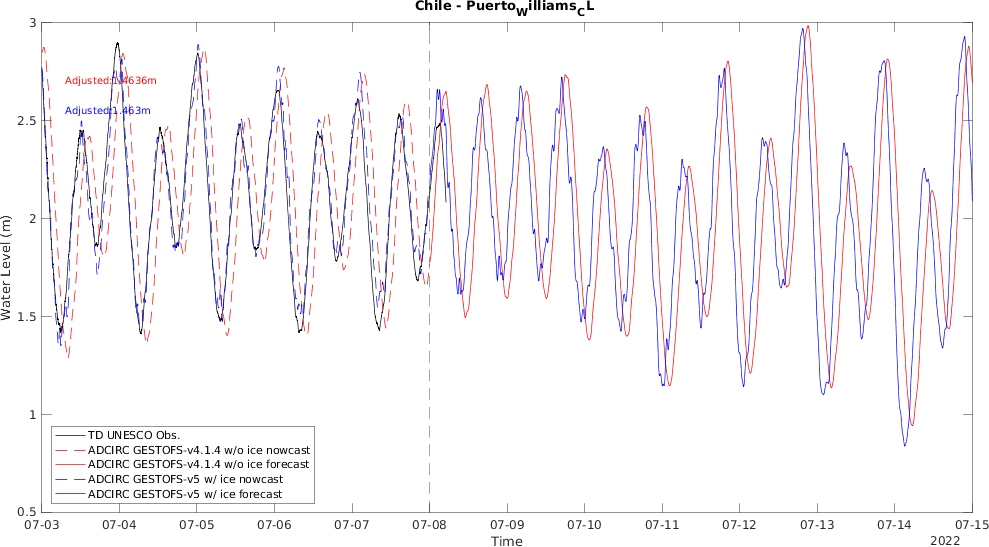 Chile - PuertoWilliamsCL
Water Level (m)
3
2.5
2
1.5
1
0.5
Adjusted:1.4636m
Adjusted:1.463m
TD UNESCO Obs.
ADCIRC GESTOFS-v4.1.4 w/o ice nowcast
ADCIRC GESTOFS-v4.1.4 w/o ice forecast
ADCIRC GESTOFS-v5 w/ ice nowcast
ADCIRC GESTOFS-v5 w/ ice forecast
07-03 07-04 07-05 07-06 07-07 07-08 07-09 07-10 07-11 07-12 07-13 07-14 07-15
Time
2022